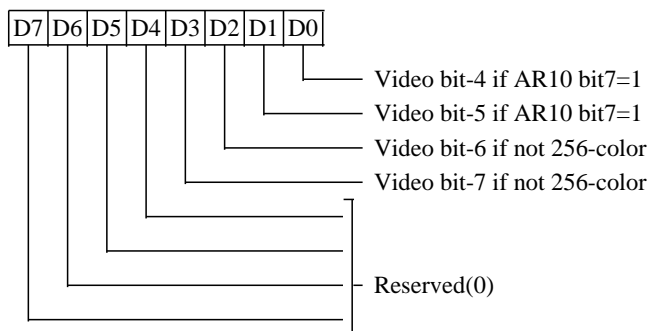 D7 D6 D5 D4 D3 D2 D1 D0
Video bit-4 if AR10 bit7=1
Video bit-5 if AR10 bit7=1
Video bit-6 if not 256-color
Video bit-7 if not 256-color
Reserved(0)